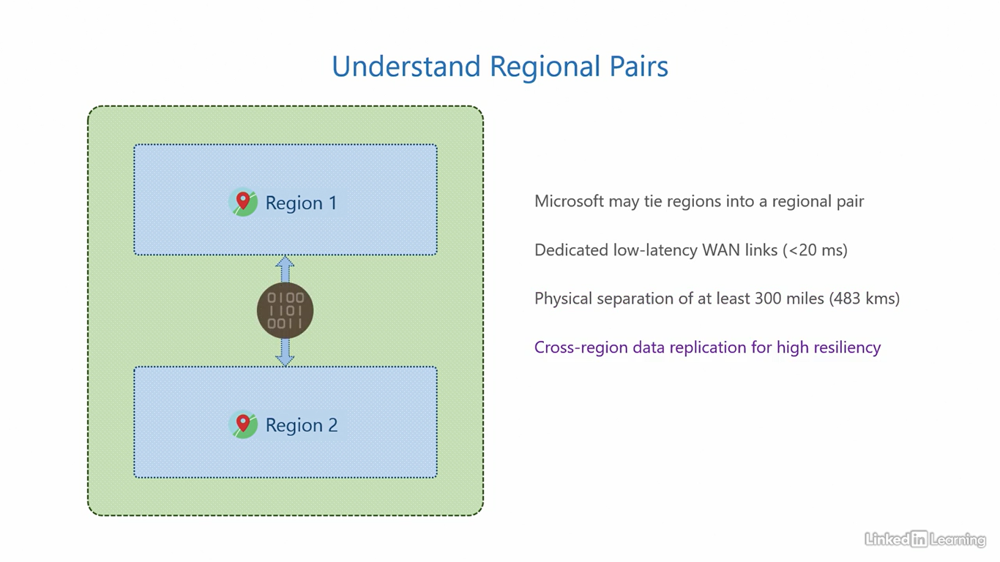 Understand Regional Pairs
Region 1
0100
1101
0011
Region 2
Microsoft may tie regions into a regional pair
Dedicated low-latency WAN links (<20 ms)
Physical separation of at least 300 miles (483 kms)
Cross-region data replication for high resiliency
LinkedIn Learning